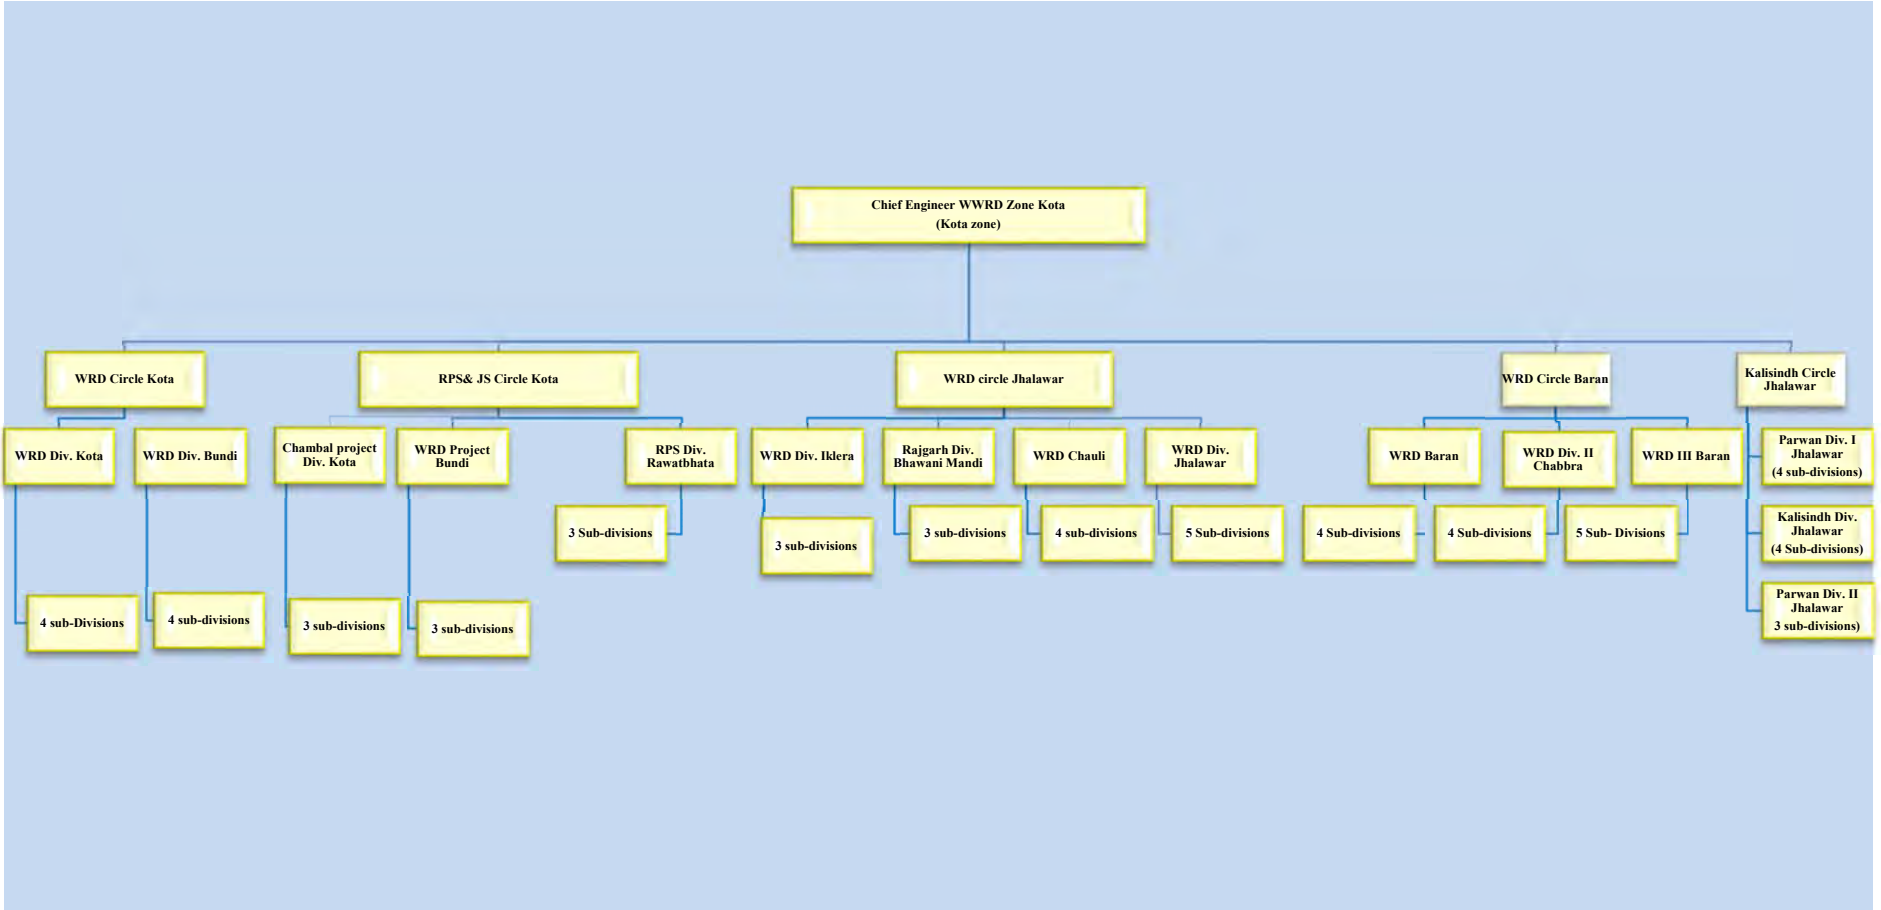 Chief Engineer WWRD Zone Kota
(Kota zone)
WRD Circle Kota
RPS& JS Circle Kota
WRD circle Jhalawar
WRD Circle Baran
Kalisindh Circle
Jhalawar
WRD Div. Kota
WRD Div. Bundi
Chambal project
Div. Kota
WRD Project
Bundi
RPS Div.
Rawatbhata
WRD Div. Iklera
Rajgarh Div.
Bhawani Mandi
WRD Chauli
WRD Div.
Jhalawar
WRD Baran
WRD Div. II
Chabbra
WRD III Baran
Parwan Div. I
Jhalawar
(4 sub-divisions)
3 Sub-divisions
3 sub-divisions
3 sub-divisions
4 sub-divisions
5 Sub-divisions
4 Sub-divisions
4 Sub-divisions
5 Sub- Divisions
Kalisindh Div.
Jhalawar
(4 Sub-divisions)
4 sub-Divisions
4 sub-divisions
3 sub-divisions
3 sub-divisions
Parwan Div. II
Jhalawar
3 sub-divisions)